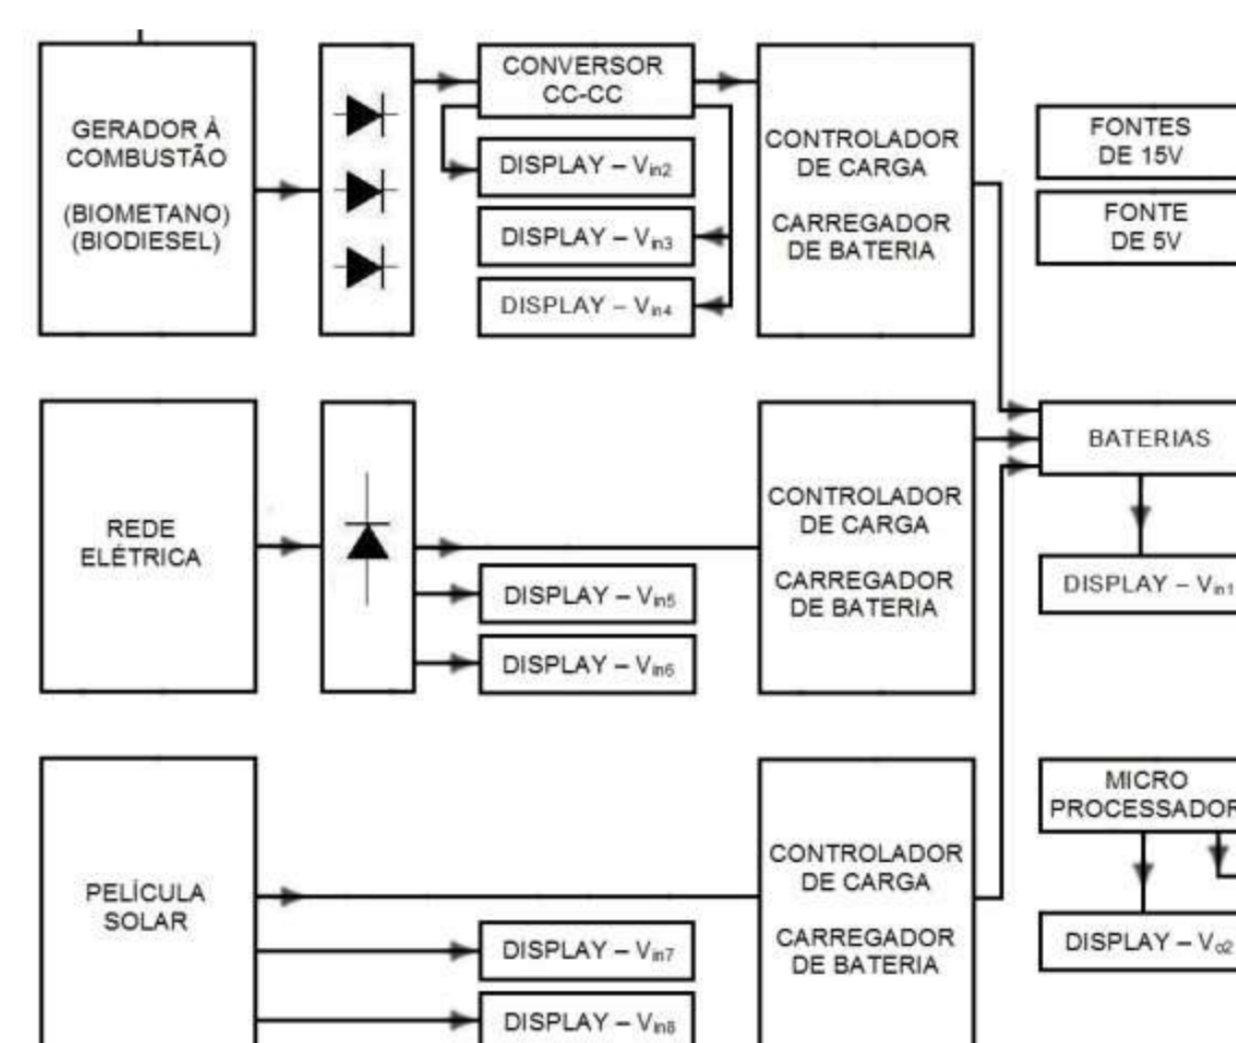 GERADOR À
COMBUSTÃO
(BIOMETANO)
(BIODIESEL)
CONVERSOR
CC-CC
DISPLAY – Vin2
DISPLAY – Vin3
DISPLAY – Vin4
CONTROLADOR
DE CARGA
CARREGADOR
DE BATERIA
FONTES
DE 15V
FONTE
DE 5V
REDE
ELÉTRICA
DISPLAY – Vin5
DISPLAY – Vin6
CONTROLADOR
DE CARGA
CARREGADOR
DE BATERIA
BATERIAS
DISPLAY – Vin1
PELÍCULA
SOLAR
DISPLAY – Vin7
DISPLAY – Vin8
CONTROLADOR
DE CARGA
CARREGADOR
DE BATERIA
MICRO
PROCESSADOR
DISPLAY – Vo2